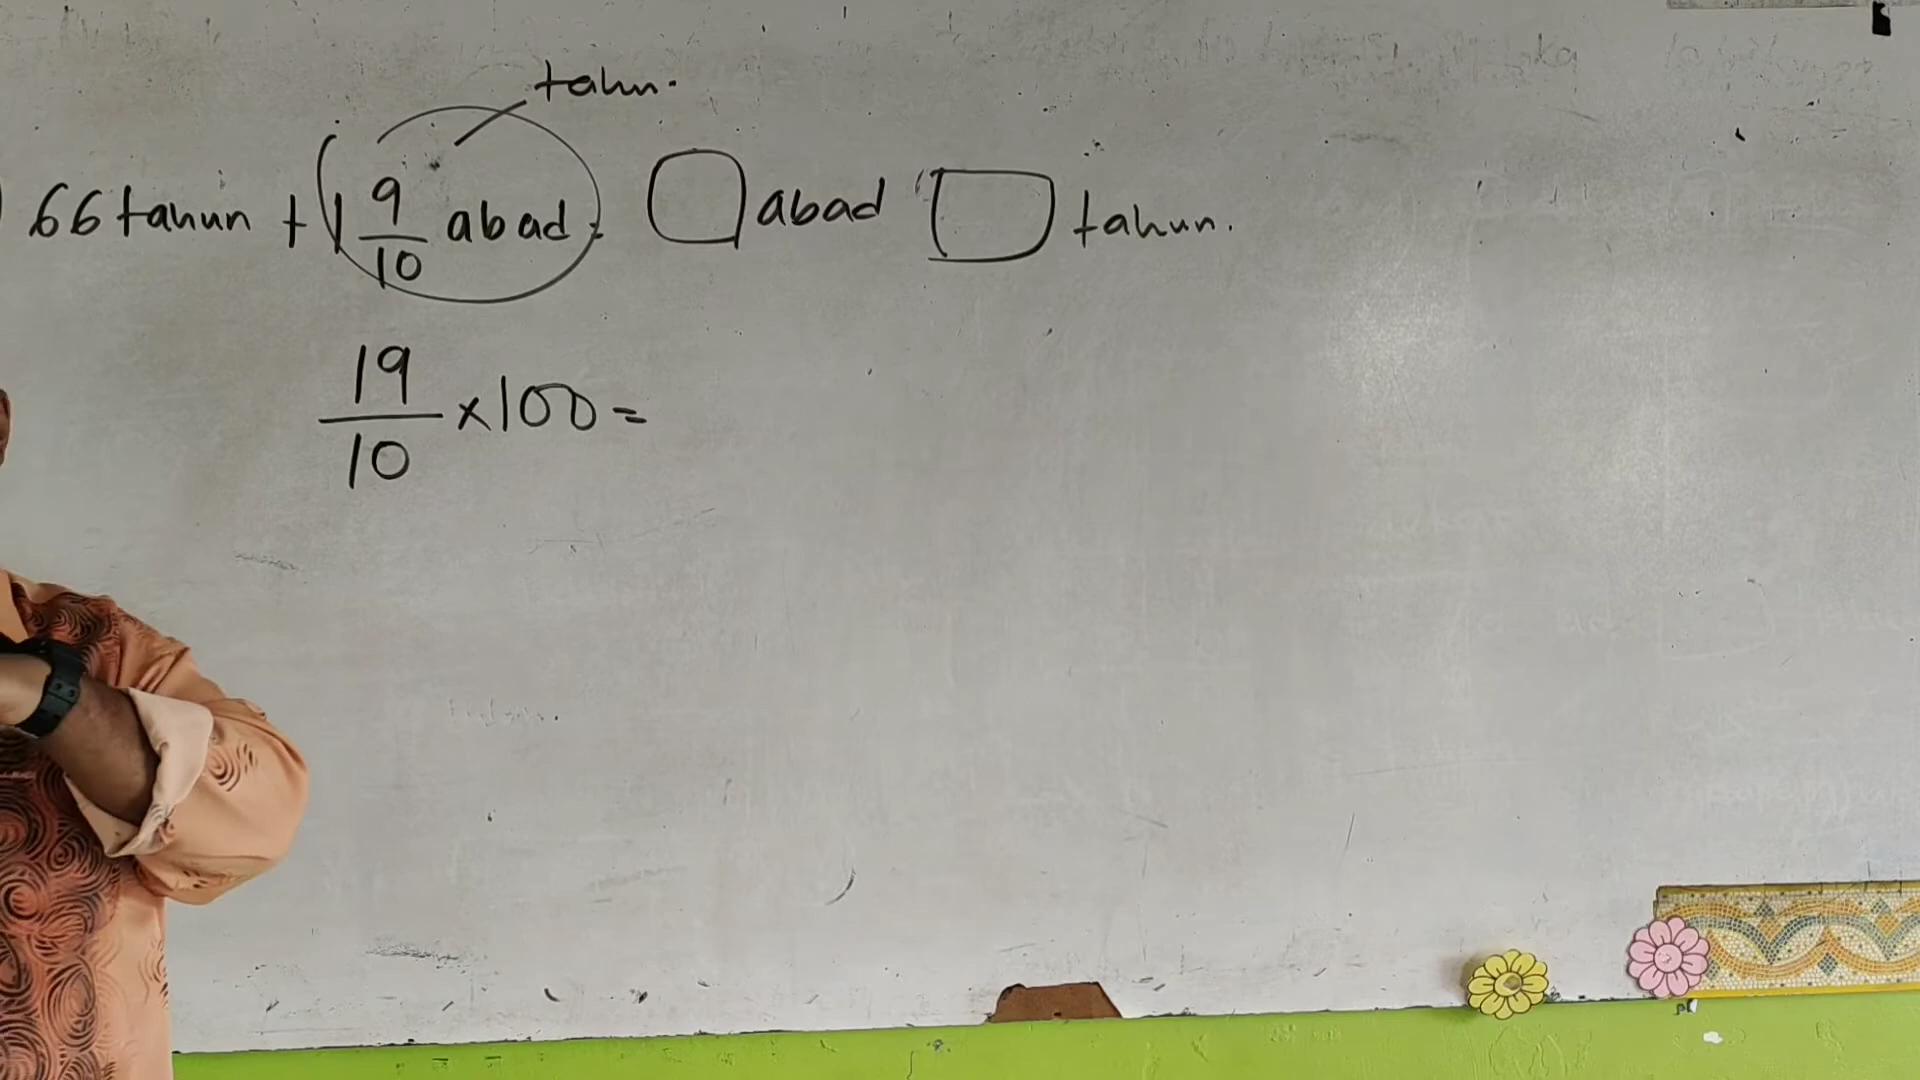 tahun.
66 tahun + 1 9/10 abad = abad tahun.
19/10 x 100 =